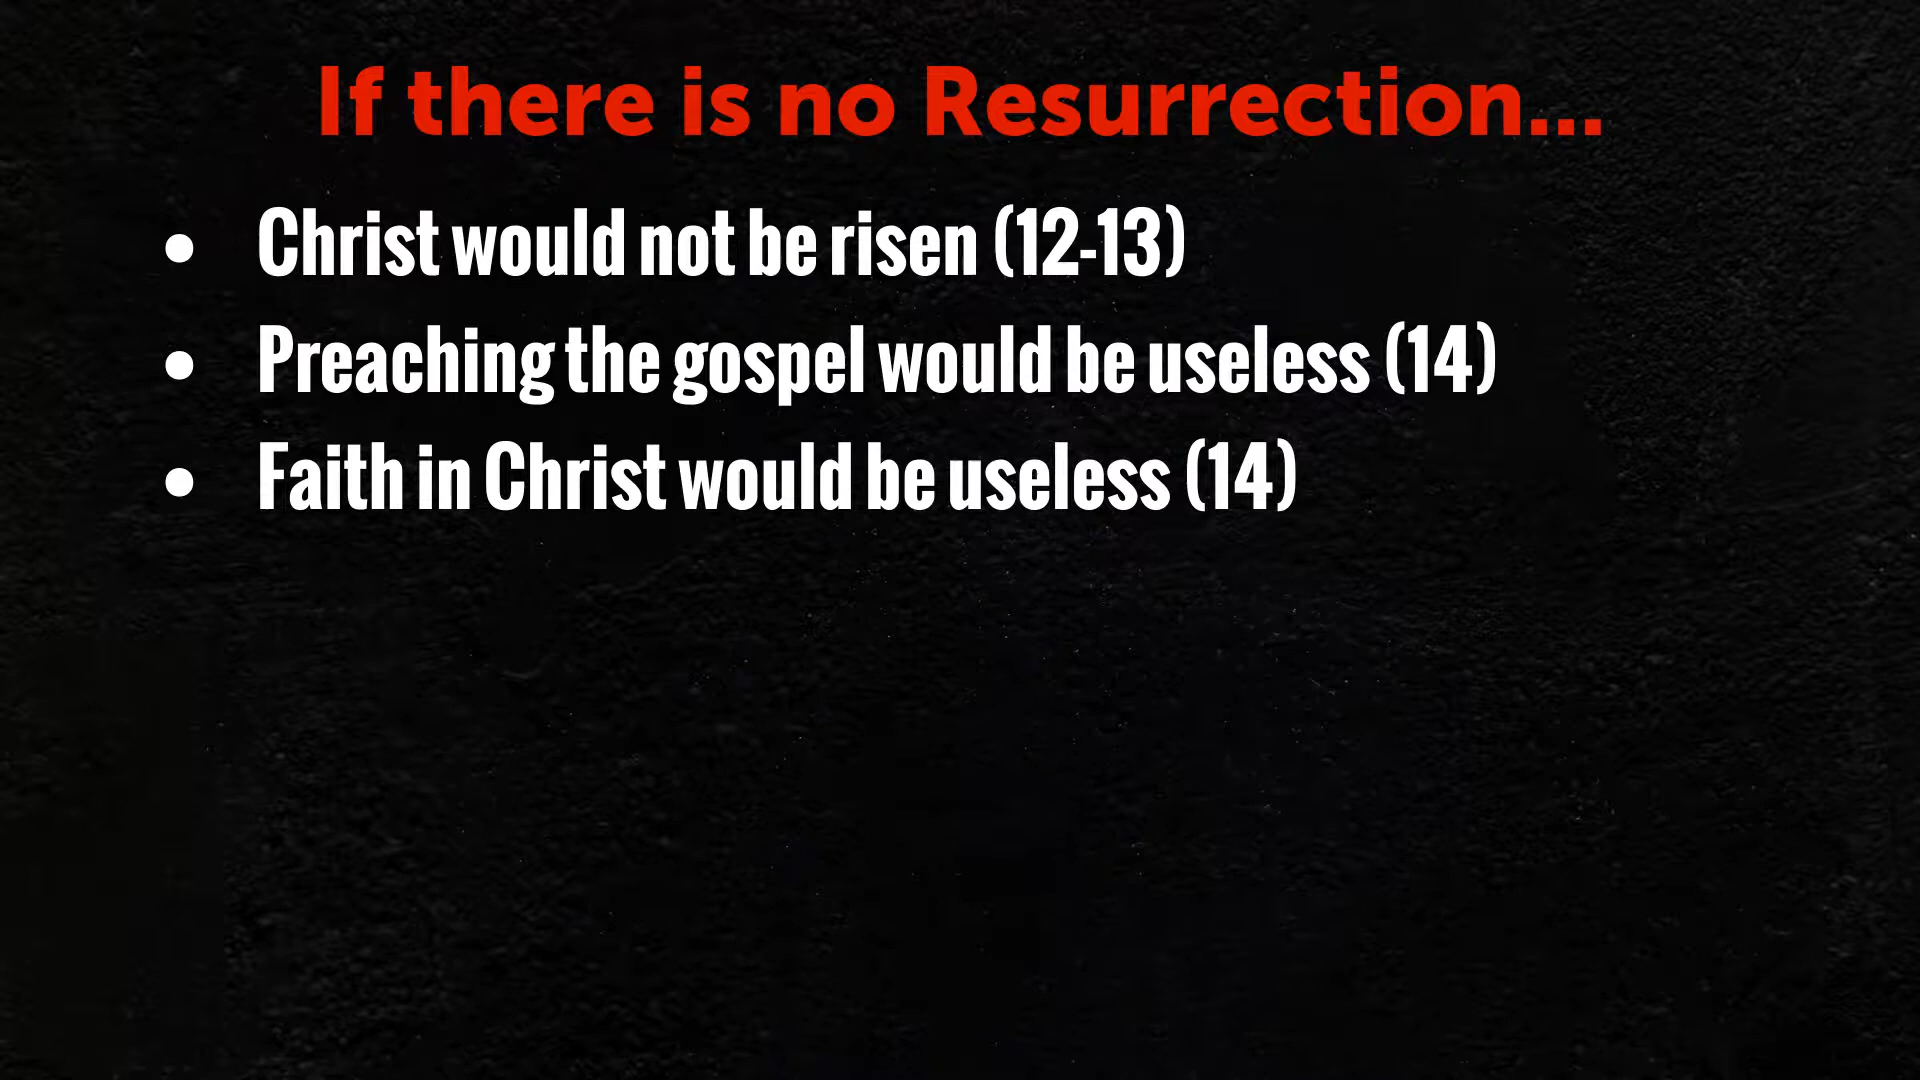 If there is no Resurrection...
• Christ would not be risen (12-13)
• Preaching the gospel would be useless (14)
• Faith in Christ would be useless (14)